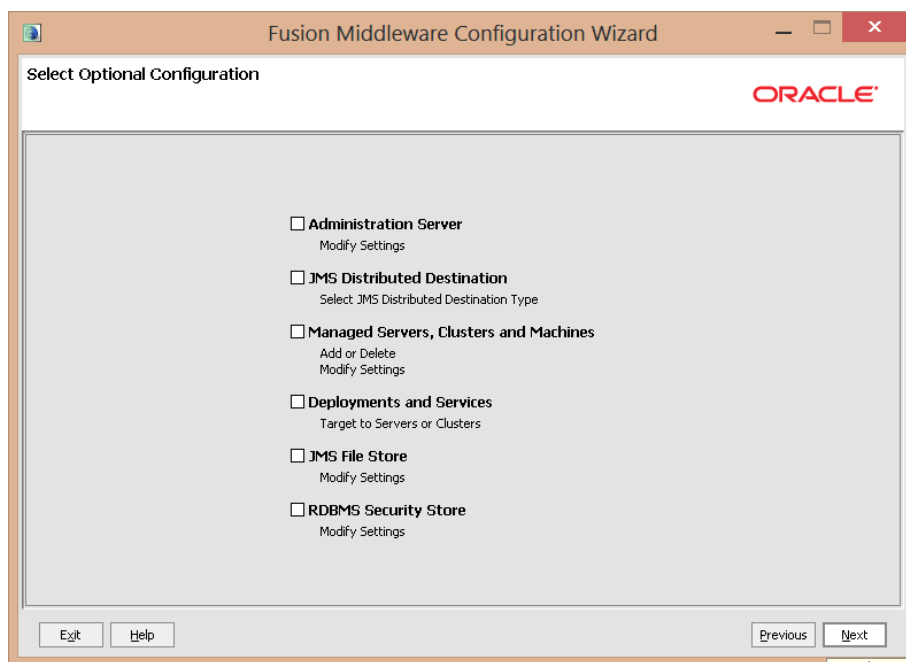 Fusion Middleware Configuration Wizard
Select Optional Configuration
ORACLE
Administration Server
Modify Settings
JMS Distributed Destination
Select JMS Distributed Destination Type
Managed Servers, Clusters and Machines
Add or Delete
Modify Settings
Deployments and Services
Target to Servers or Clusters
JMS File Store
Modify Settings
RDBMS Security Store
Modify Settings
Exit Help Previous Next